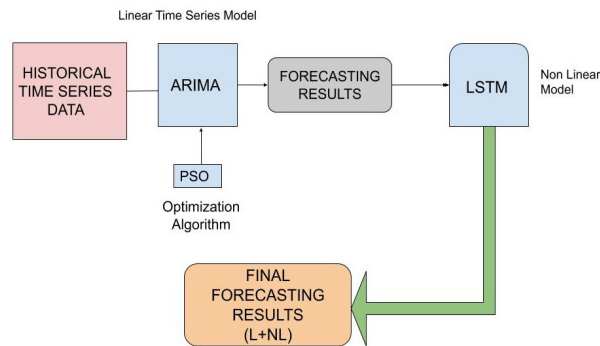 Linear Time Series Model
HISTORICAL
TIME SERIES
DATA
ARIMA
FORECASTING
RESULTS
LSTM
Non Linear
Model
PSO
Optimization
Algorithm
FINAL
FORECASTING
RESULTS
(L+NL)